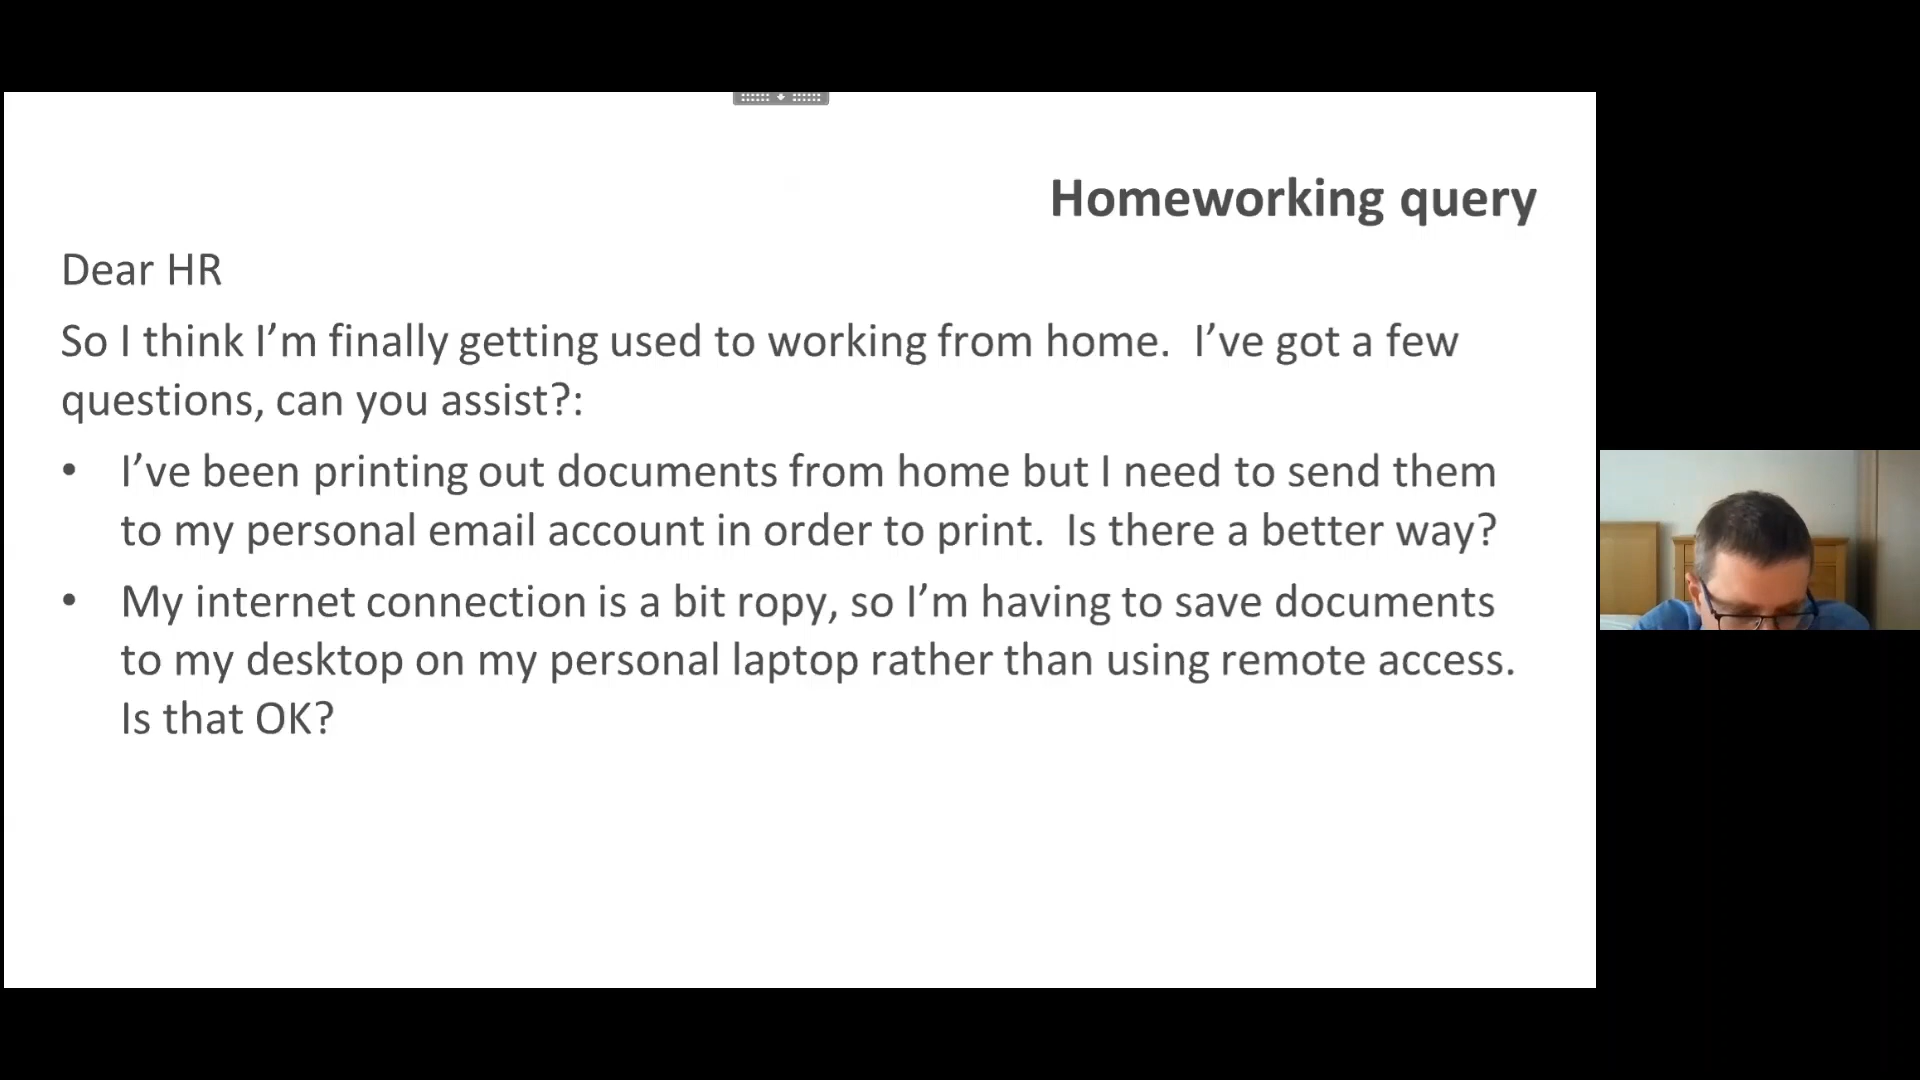 Homeworking query
Dear HR
So I think I’m finally getting used to working from home.  I’ve got a few
questions, can you assist?:
• I’ve been printing out documents from home but I need to send them
to my personal email account in order to print.  Is there a better way?
• My internet connection is a bit ropy, so I’m having to save documents
to my desktop on my personal laptop rather than using remote access.
Is that OK?